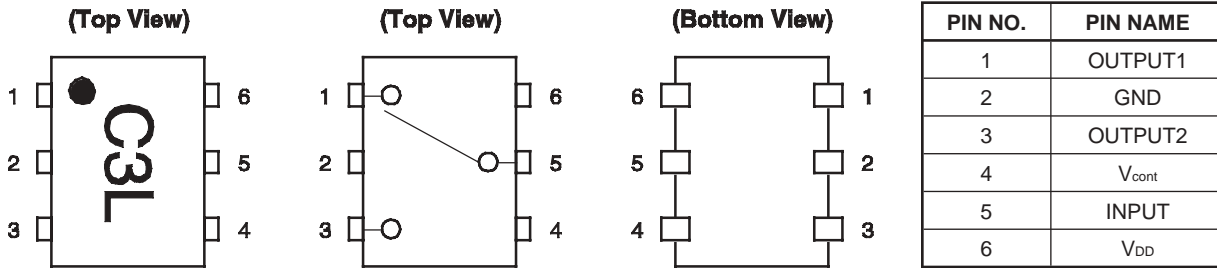 (Top View)
1
2
3
C3L
6
5
4
(Top View)
1
2
3
6
5
4
(Bottom View)
6
5
4
1
2
3
PIN NO. PIN NAME
1 OUTPUT1
2 GND
3 OUTPUT2
4 Vcont
5 INPUT
6 VDD